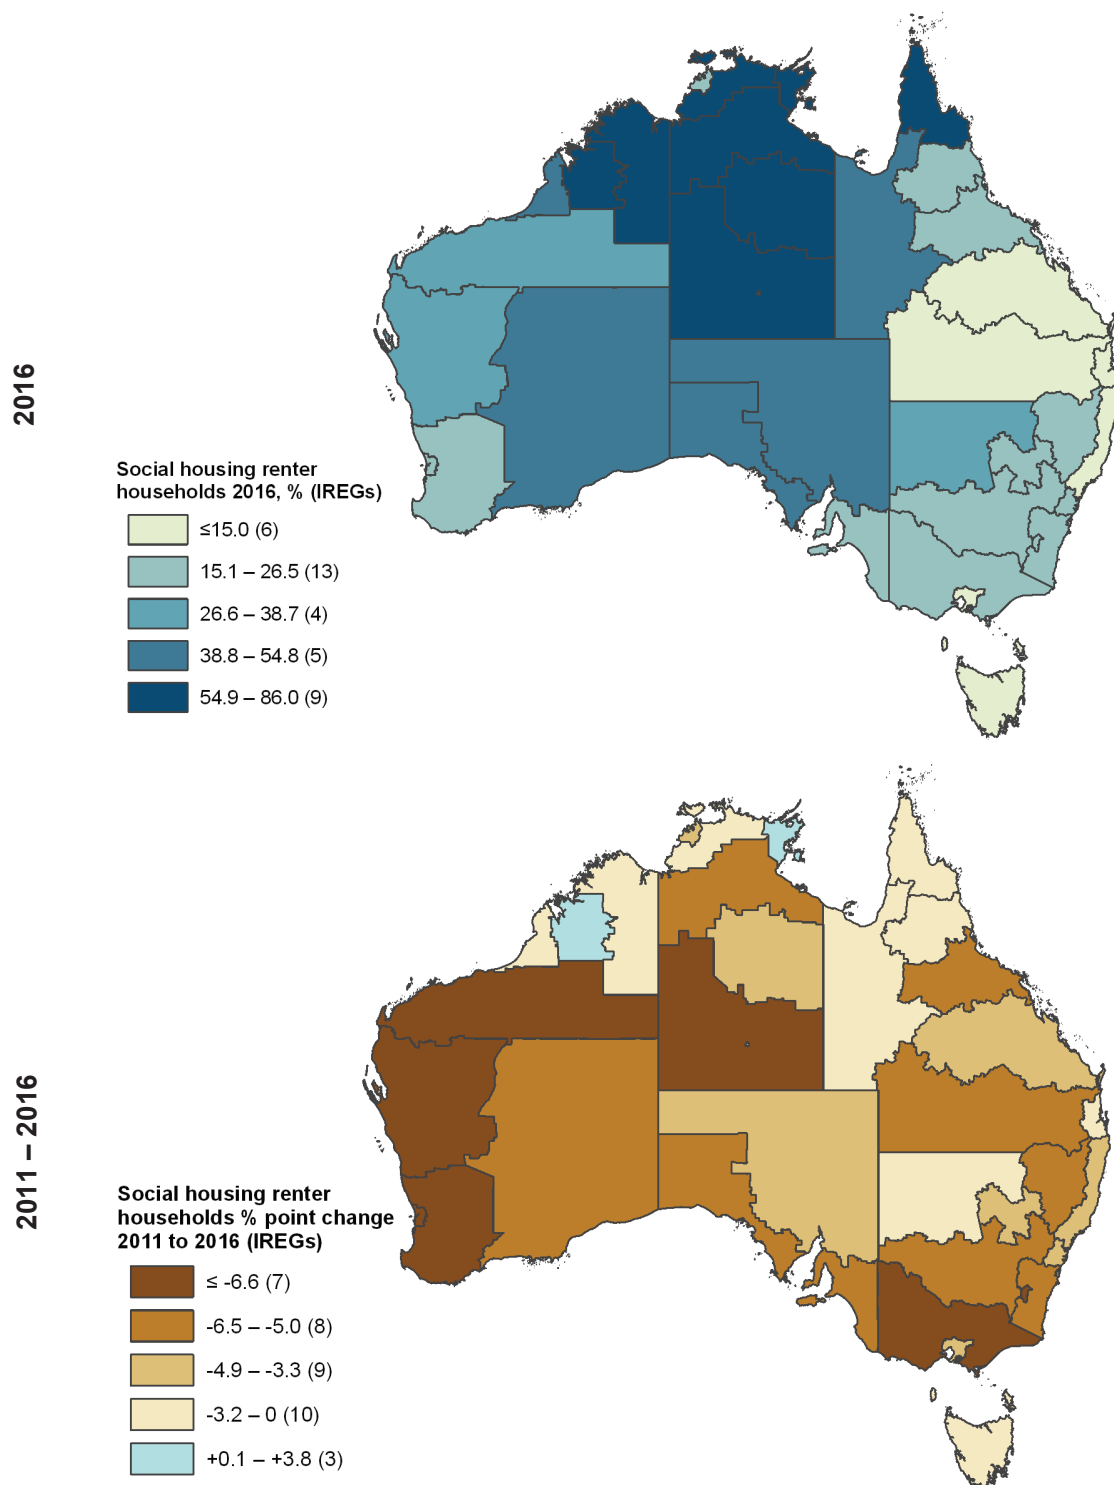 2016
Social housing renter
households 2016, % (IREGs)
≤15.0 (6)
15.1 – 26.5 (13)
26.6 – 38.7 (4)
38.8 – 54.8 (5)
54.9 – 86.0 (9)
2011 – 2016
Social housing renter
households % point change
2011 to 2016 (IREGs)
≤ -6.6 (7)
-6.5 – -5.0 (8)
-4.9 – -3.3 (9)
-3.2 – 0 (10)
+0.1 – +3.8 (3)